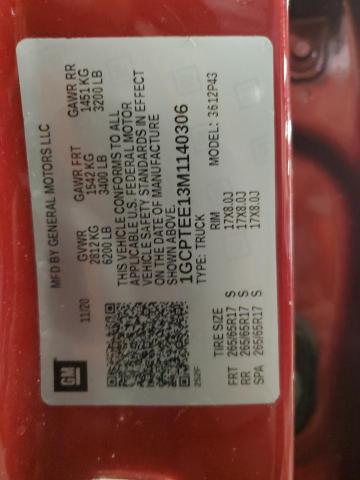 MFD BY GENERAL MOTORS LLC
GM
11/20
GVWR
2812 KG
6200 LB
GAWR FRT
1542 KG
3400 LB
GAWR RR
1451 KG
3200 LB
THIS VEHICLE CONFORMS TO ALL
APPLICABLE U.S. FEDERAL MOTOR
VEHICLE SAFETY STANDARDS IN EFFECT
ON THE DATE OF MANUFACTURE
SHOWN ABOVE.
1GCPTEE13M1140306
TYPE: TRUCK MODEL: 3612P43
TIRE SIZE RIM
FRT 265/65R17 S 17X8.0J
RR 265/65R17 S 17X8.0J
SPA 265/65R17 S 17X8.0J